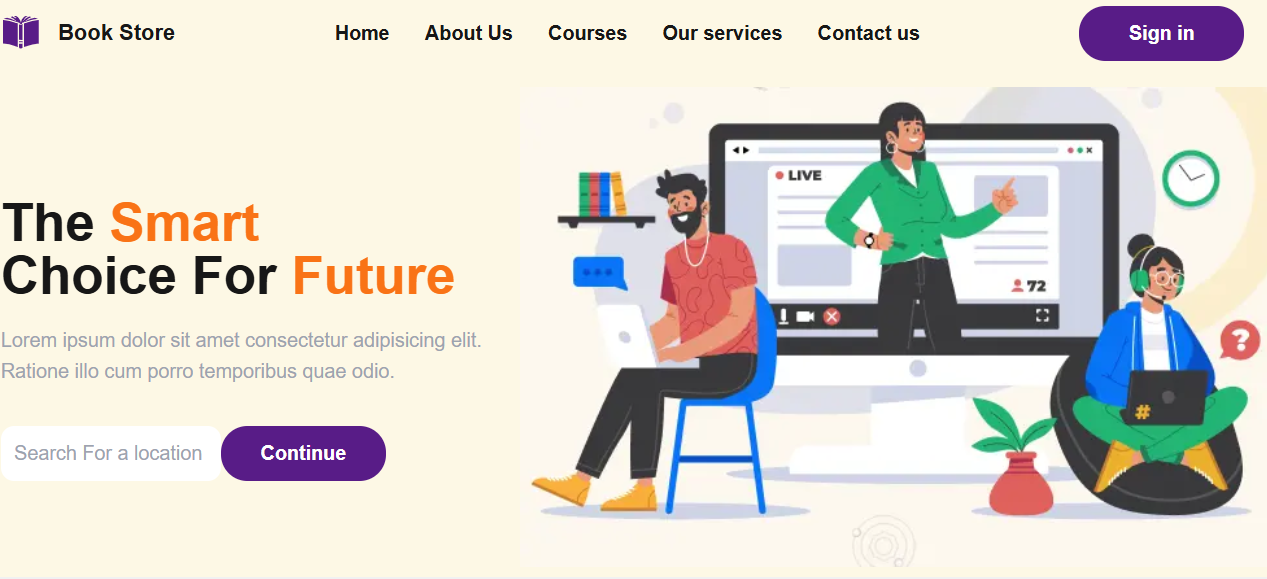 Book Store
Home
About Us
Courses
Our services
Contact us
Sign in
The Smart
Choice For Future
Lorem ipsum dolor sit amet consectetur adipisicing elit.
Ratione illo cum porro temporibus quae odio.
Search For a location
Continue
LIVE
72
?
#